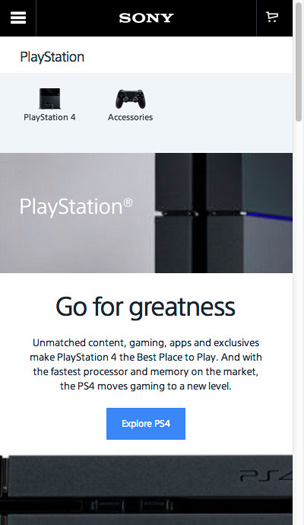 SONY
PlayStation
PlayStation 4
Accessories
PlayStation®
Go for greatness
Unmatched content, gaming, apps and exclusives
make PlayStation 4 the Best Place to Play. And with
the fastest processor and memory on the market,
the PS4 moves gaming to a new level.
Explore PS4
PS4